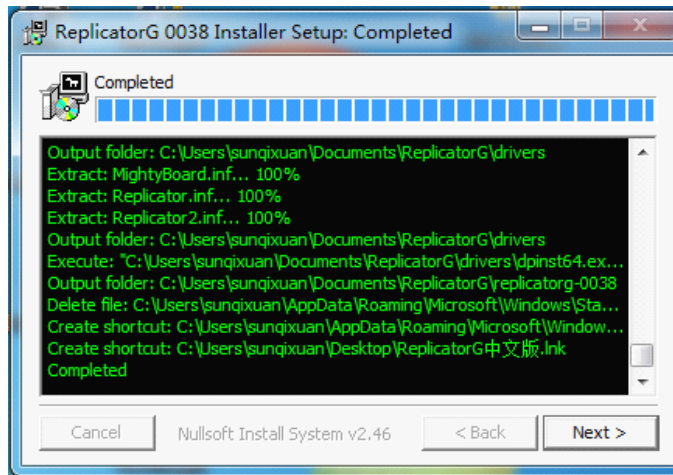 ReplicatorG 0038 Installer Setup: Completed
Completed
Output folder: C:\Users\sunqixuan\Documents\ReplicatorG\drivers
Extract: MightyBoard.inf... 100%
Extract: Replicator.inf... 100%
Extract: Replicator2.inf... 100%
Output folder: C:\Users\sunqixuan\Documents\ReplicatorG\drivers
Execute: "C:\Users\sunqixuan\Documents\ReplicatorG\drivers\dpinst64.ex...
Output folder: C:\Users\sunqixuan\Documents\ReplicatorG\replicatorg-0038
Delete file: C:\Users\sunqixuan\AppData\Roaming\Microsoft\Windows\Sta...
Create shortcut: C:\Users\sunqixuan\AppData\Roaming\Microsoft\Window...
Create shortcut: C:\Users\sunqixuan\Desktop\ReplicatorG中文版.lnk
Completed
Cancel
Nullsoft Install System v2.46
< Back
Next >